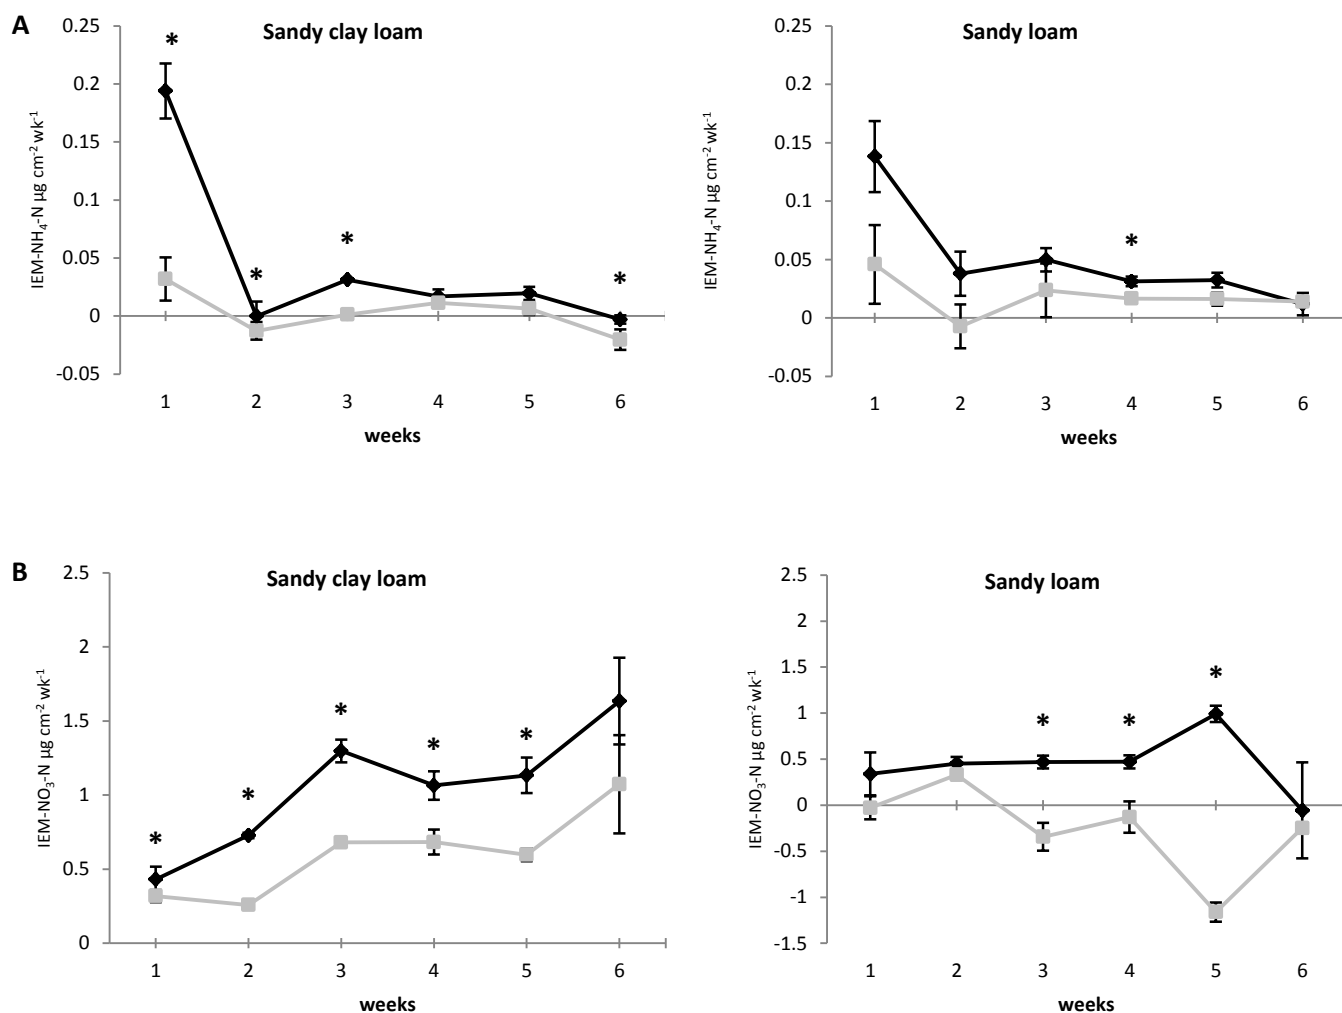 A
Sandy clay loam
IEM-NH4-N µg cm-2 wk-1
0.25
0.2
0.15
0.1
0.05
0
-0.05
*
*
*
*
1 2 3 4 5 6
weeks
Sandy loam
IEM-NH4-N µg cm-2 wk-1
0.25
0.2
0.15
0.1
0.05
0
-0.05
*
1 2 3 4 5 6
weeks
B
Sandy clay loam
IEM-NO3-N µg cm-2 wk-1
2.5
2
1.5
1
0.5
0
*
*
*
*
*
1 2 3 4 5 6
weeks
Sandy loam
IEM-NO3-N µg cm-2 wk-1
2.5
2
1.5
1
0.5
0
-0.5
-1
-1.5
*
*
*
1 2 3 4 5 6
weeks